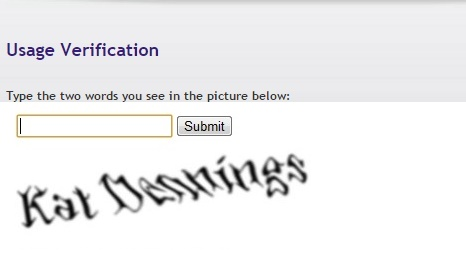 Usage Verification
Type the two words you see in the picture below:
Submit
Kat Dennings